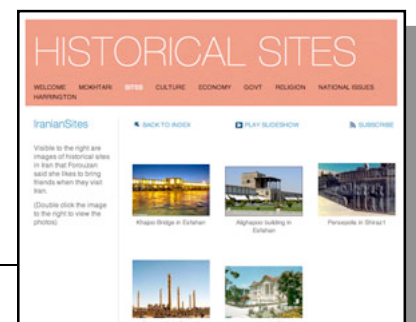 HISTORICAL SITES
WELCOME MOKHTARI SITES CULTURE ECONOMY GOVT RELIGION NATIONAL ISSUES
HARRINGTON
IranianSites
BACK TO INDEX PLAY SLIDESHOW SUBSCRIBE
Visible to the right are
images of historical sites
in Iran that Forouzan
said she likes to bring
friends when they visit
Iran.
(Double click the image
to the right to view the
photos)
Khajoo Bridge in Esfahan
Alighapoo building in
Esfahan
Persepolis in Shiraz1